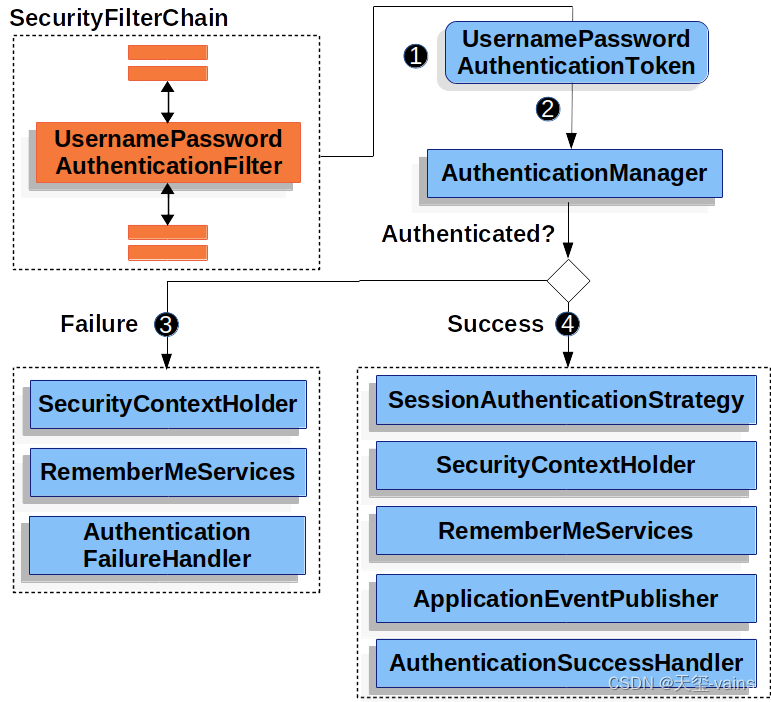 SecurityFilterChain
UsernamePassword
AuthenticationFilter
1
UsernamePassword
AuthenticationToken
2
AuthenticationManager
Authenticated?
Failure 3
Success 4
SecurityContextHolder
RememberMeServices
Authentication
FailureHandler
SessionAuthenticationStrategy
SecurityContextHolder
RememberMeServices
ApplicationEventPublisher
AuthenticationSuccessHandler
CSDN @天玺-vains